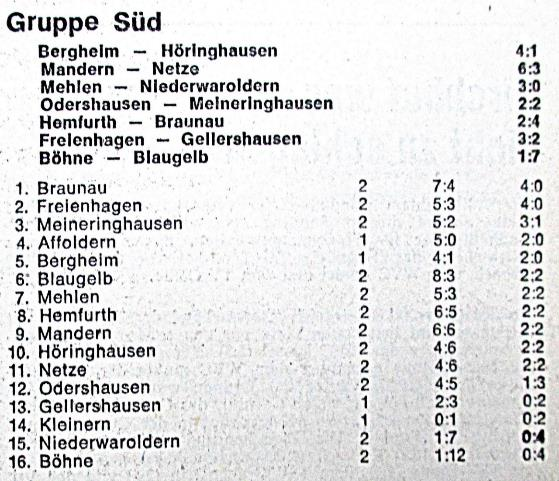 Gruppe Süd
Bergheim — Höringhausen 4:1
Mandern — Netze 6:3
Mehlen — Niederwaroldern 3:0
Odershausen — Meineringhausen 2:2
Hemfurth — Braunau 2:4
Freienhagen — Gellershausen 3:2
Böhne — Blaugelb 1:7
1. Braunau 2 7:4 4:0
2. Freienhagen 2 5:3 4:0
3. Meineringhausen 2 5:2 3:1
4. Affoldern 1 5:0 2:0
5. Bergheim 1 4:1 2:0
6. Blaugelb 2 8:3 2:2
7. Mehlen 2 5:3 2:2
8. Hemfurth 2 6:5 2:2
9. Mandern 2 6:6 2:2
10. Höringhausen 2 4:6 2:2
11. Netze 2 4:6 2:2
12. Odershausen 2 4:5 1:3
13. Gellershausen 1 2:3 0:2
14. Kleinern 1 0:1 0:2
15. Niederwaroldern 2 1:7 0:4
16. Böhne 2 1:12 0:4